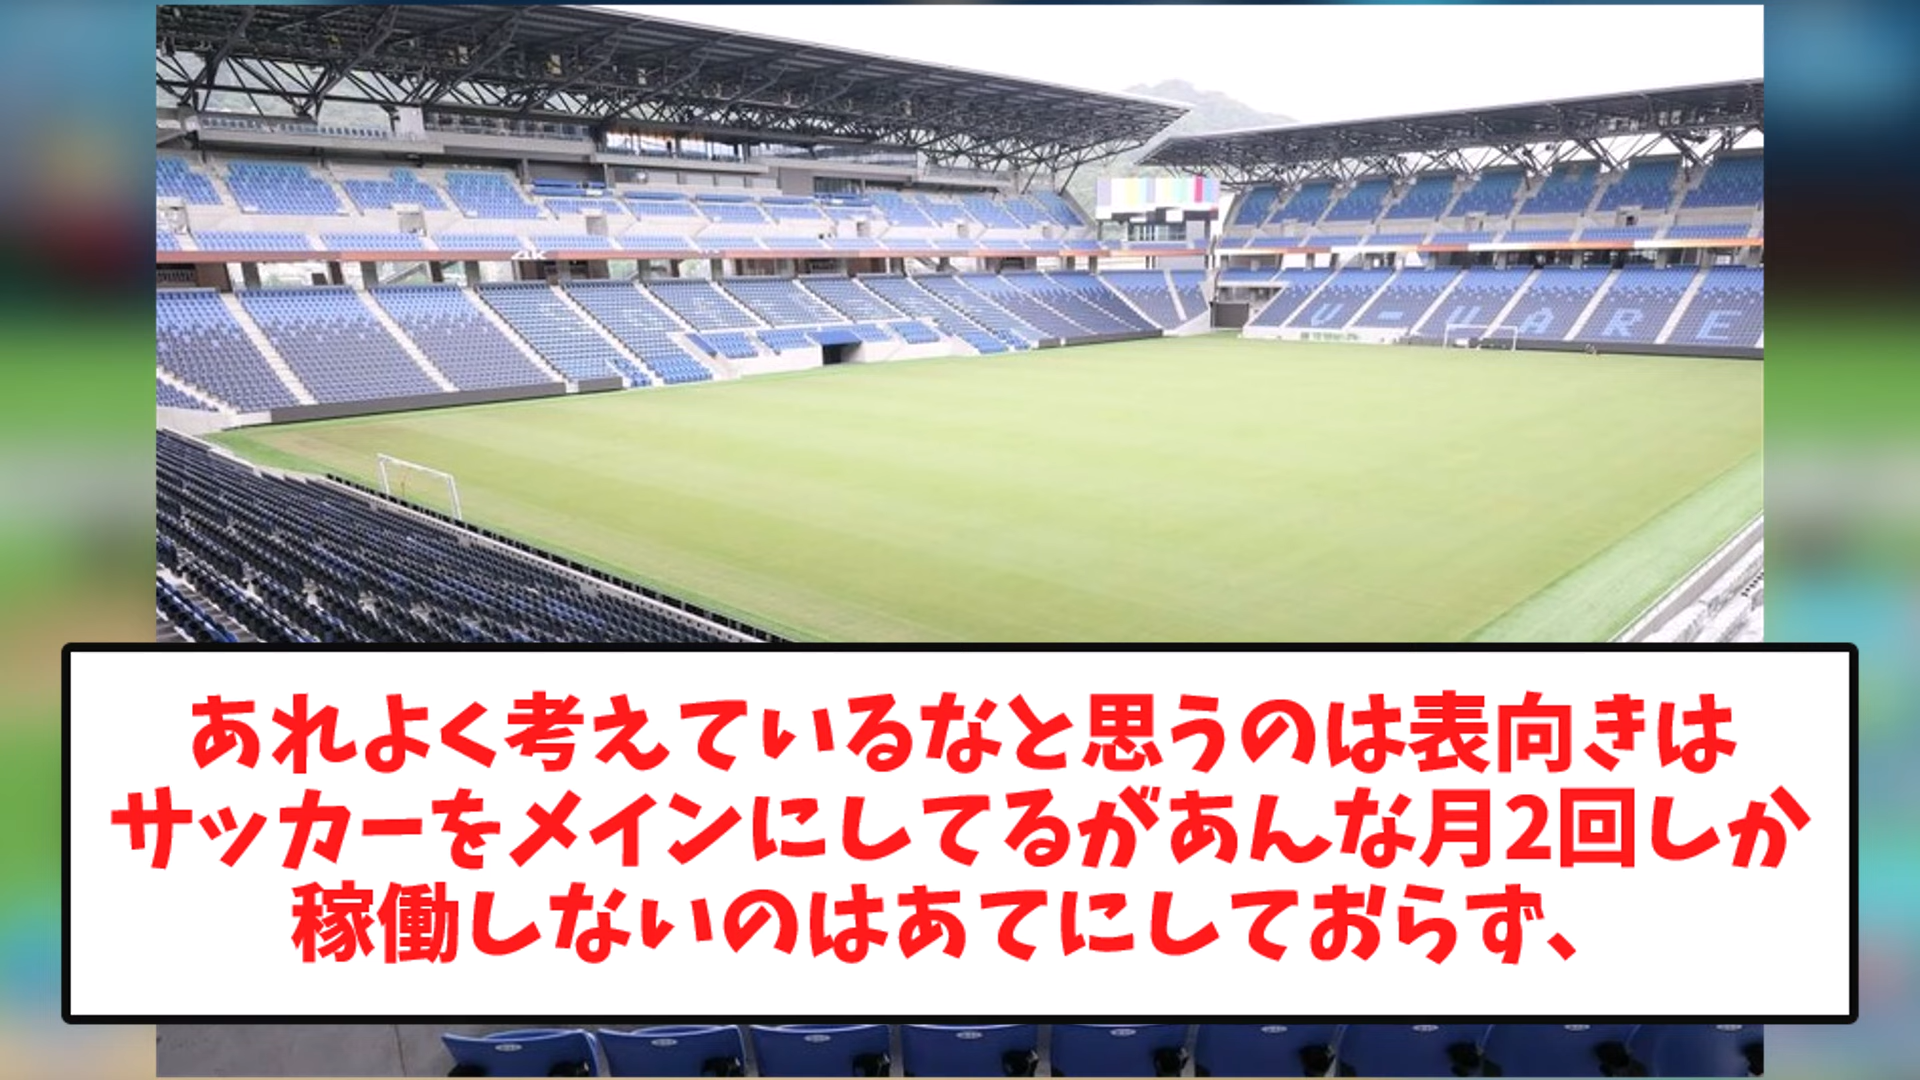 4K
V-VARE
あれよく考えているなと思うのは表向きは
サッカーをメインにしてるがあんな月2回しか
稼働しないのはあてにしておらず、